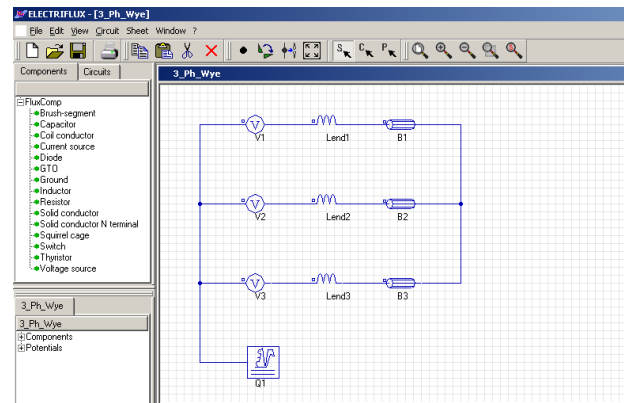 ELECTRIFLUX - [3_Ph_Wye]
File Edit View Circuit Sheet Window ?
S C P
Components Circuits
FluxComp
Brush-segment
Capacitor
Coil conductor
Current source
Diode
GTO
Ground
Inductor
Resistor
Solid conductor
Solid conductor N terminal
Squirrel cage
Switch
Thyristor
Voltage source
3_Ph_Wye
3_Ph_Wye
Components
Potentials
3_Ph_Wye
V
V1 Lend1 B1
V
V2 Lend2 B2
V
V3 Lend3 B3
Q1